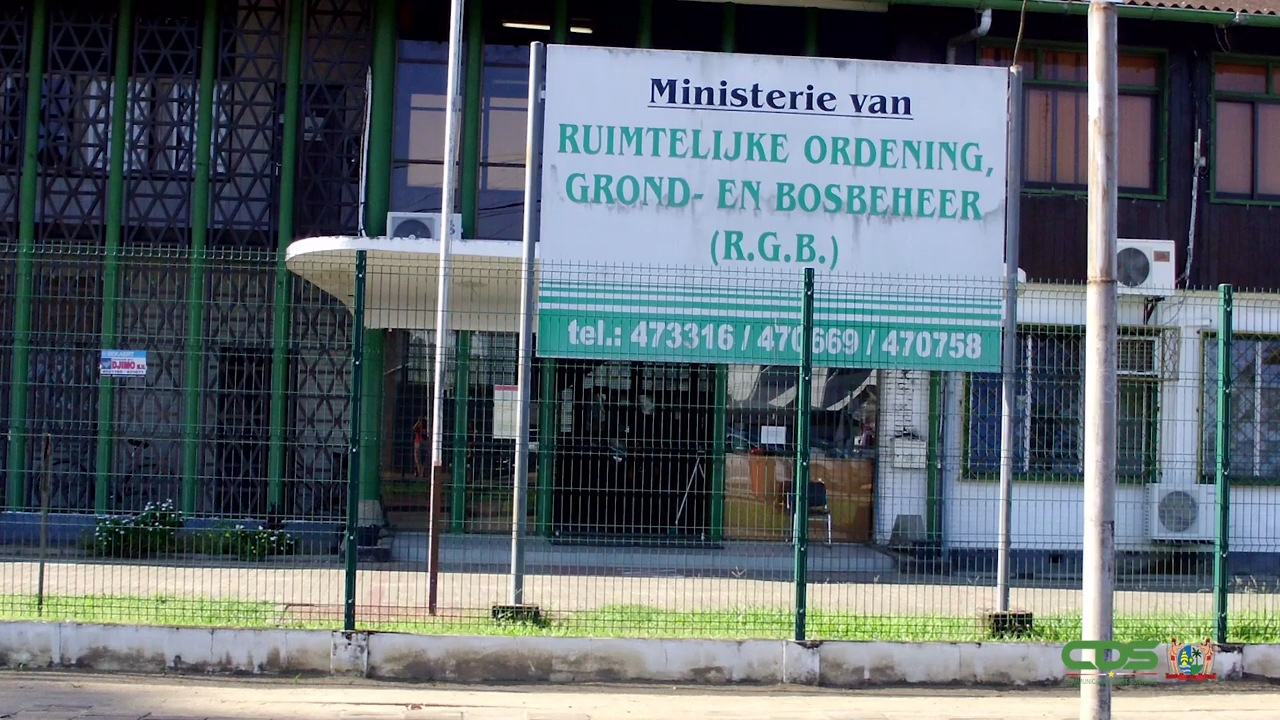 Ministerie van
RUIMTELIJKE ORDENING,
GROND- EN BOSBEHEER
(R.G.B.)
tel.: 473316 / 470669 / 470758
DJIMO N.V.
CDS